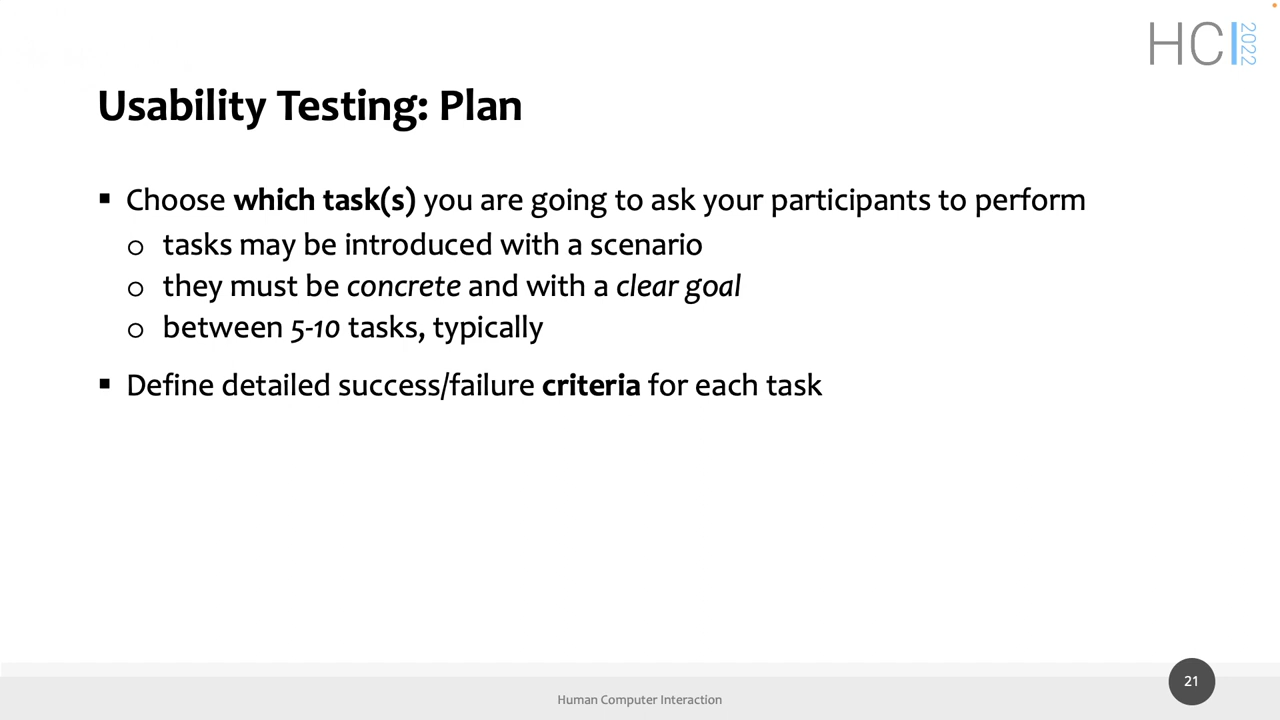 HCI 2022
Usability Testing: Plan
▪ Choose which task(s) you are going to ask your participants to perform
o tasks may be introduced with a scenario
o they must be concrete and with a clear goal
o between 5-10 tasks, typically
▪ Define detailed success/failure criteria for each task
Human Computer Interaction
21